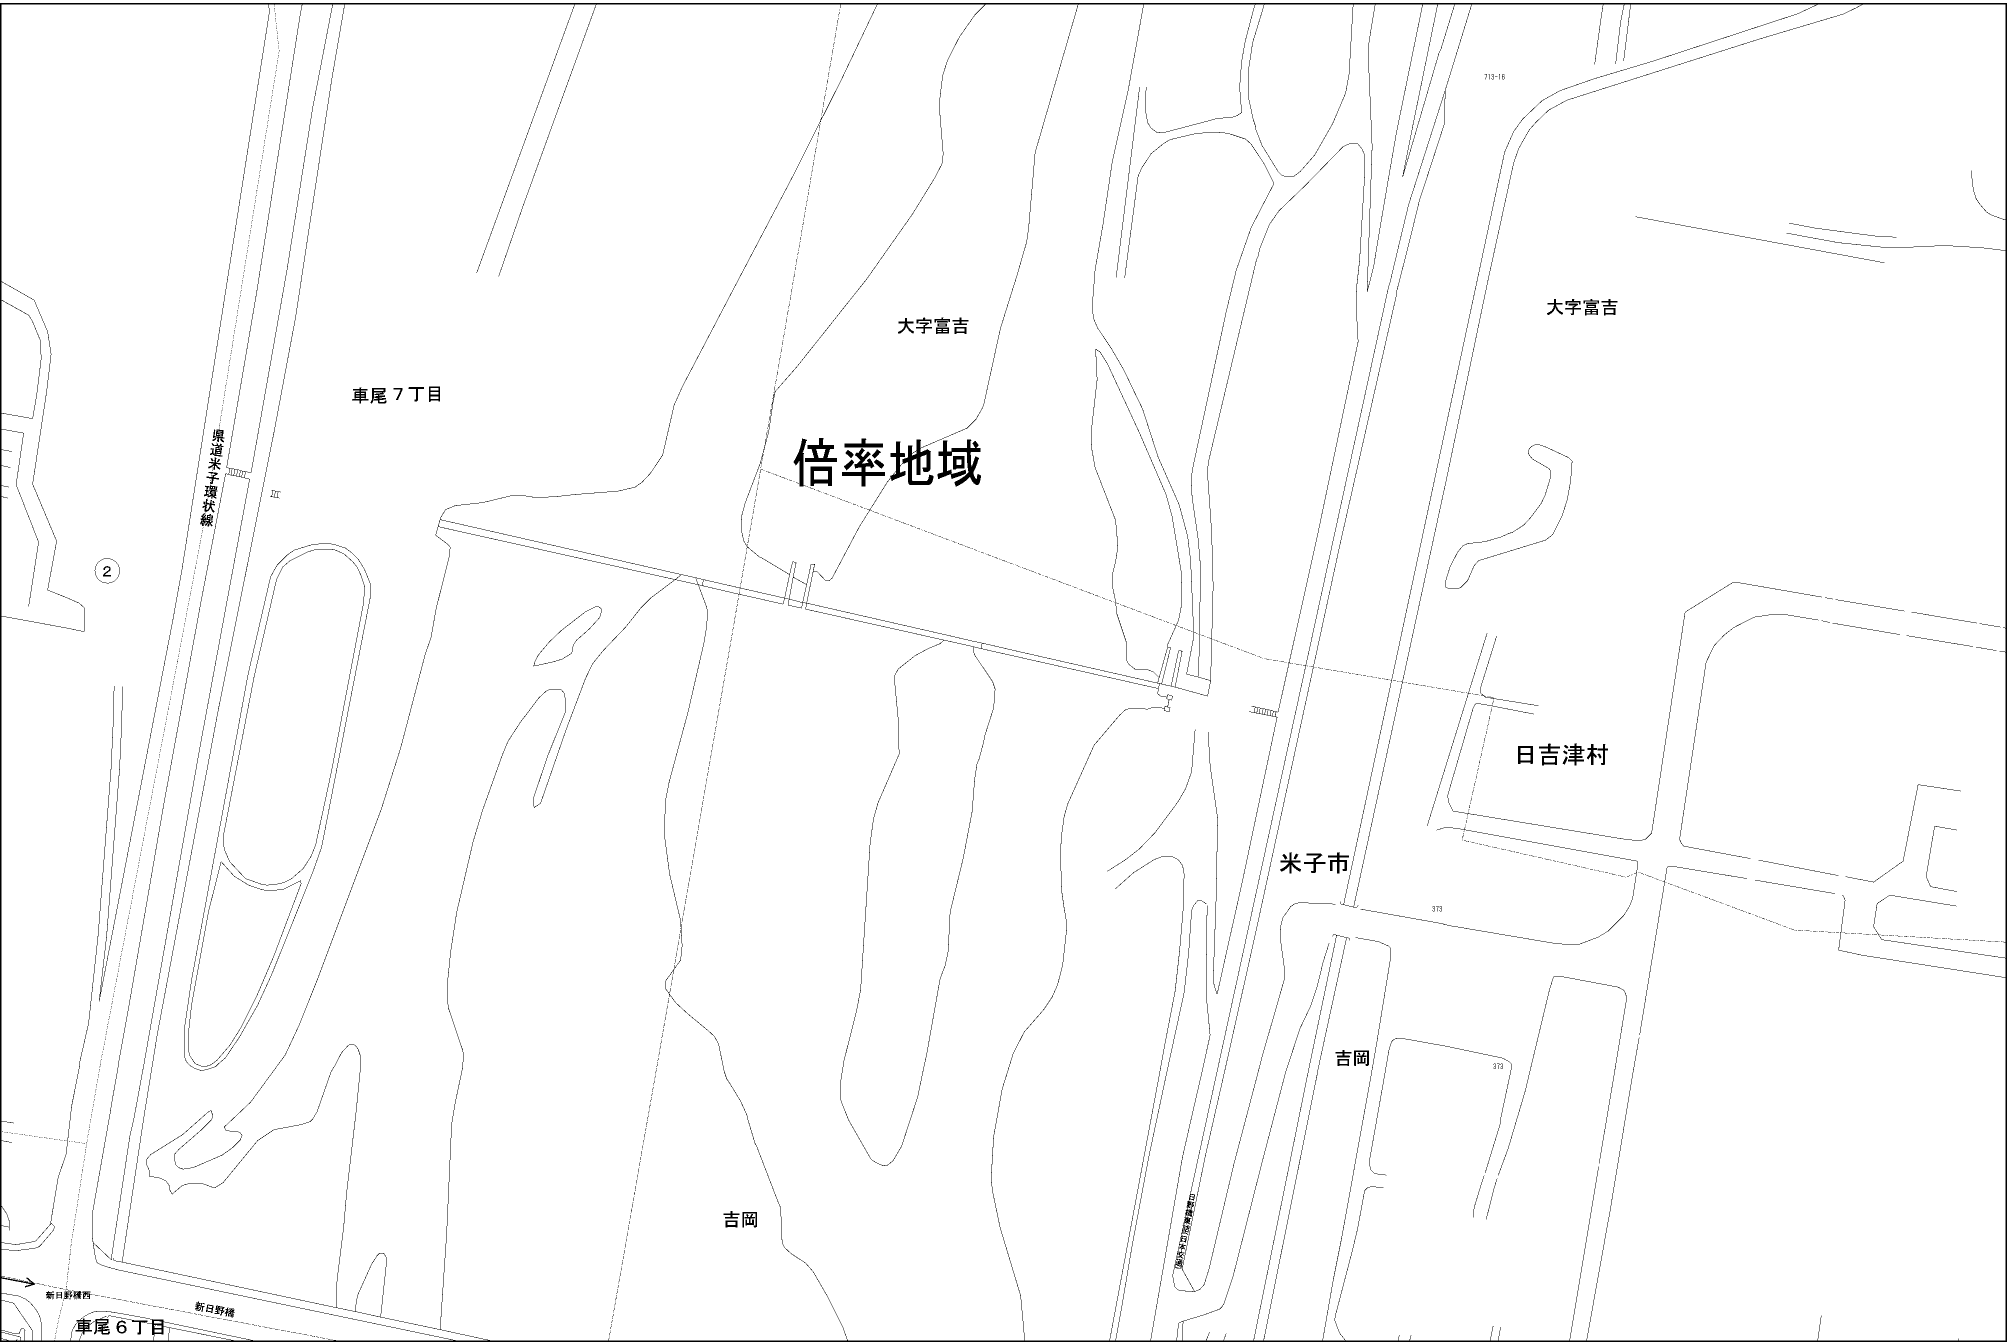 713-16
大字富吉
大字富吉
車尾７丁目
倍率地域
県道米子環状線
2
日吉津村
米子市
373
吉岡
373
吉岡
新日野橋西
新日野橋
車尾６丁目